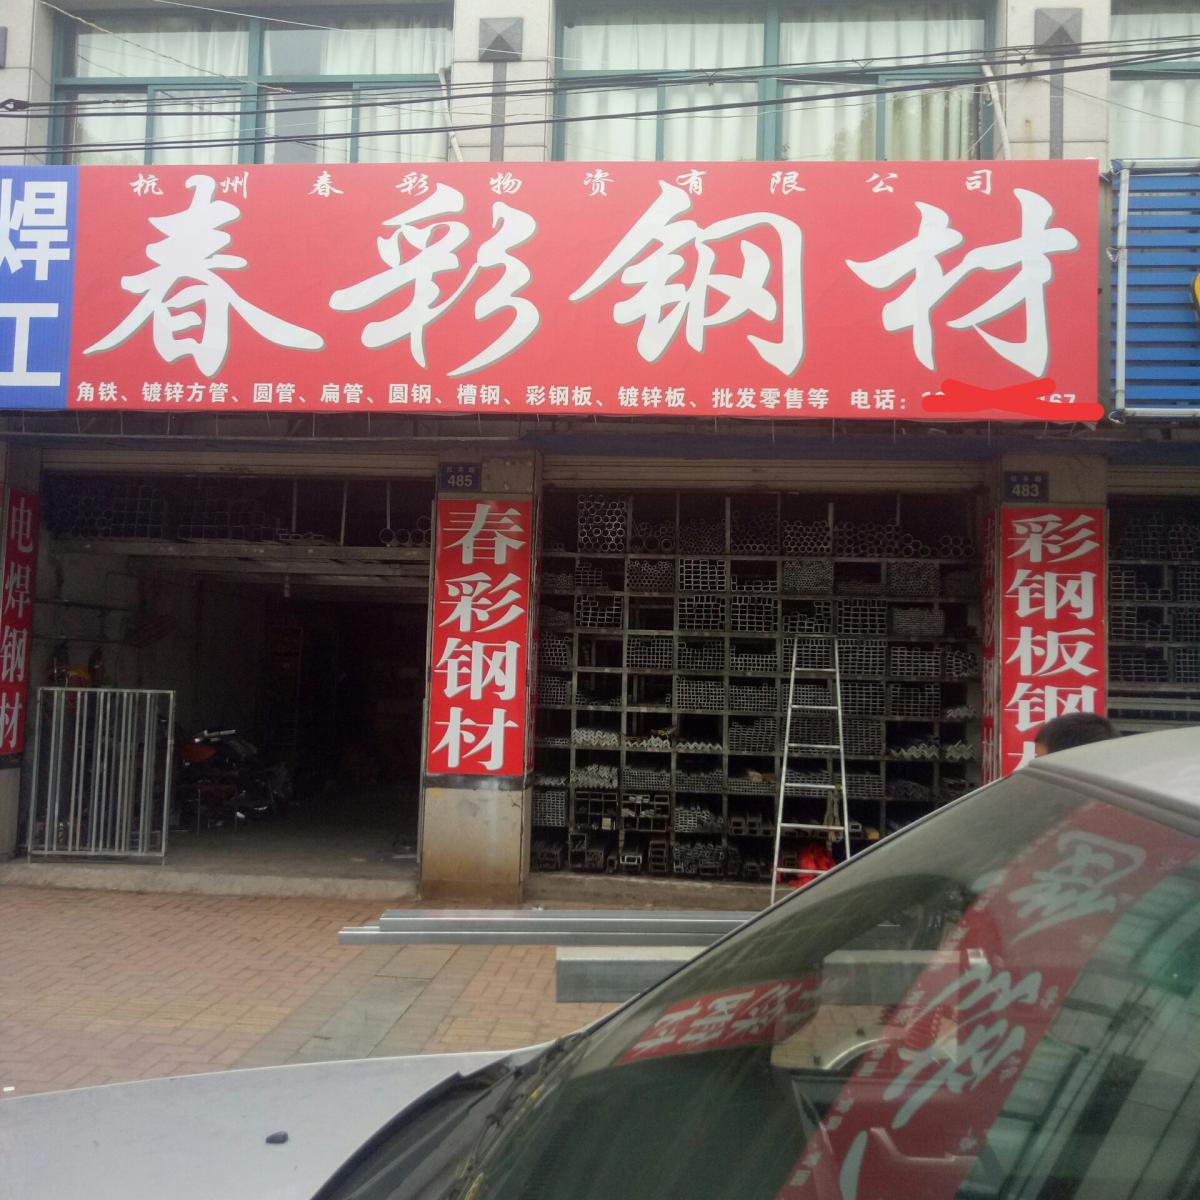 杭州春彩物资有限公司
焊工
春彩钢材
角铁、镀锌方管、圆管、扁管、圆钢、槽钢、彩钢板、镀锌板、批发零售等 电话：
485
483
电焊钢材
春彩钢材
彩钢板钢